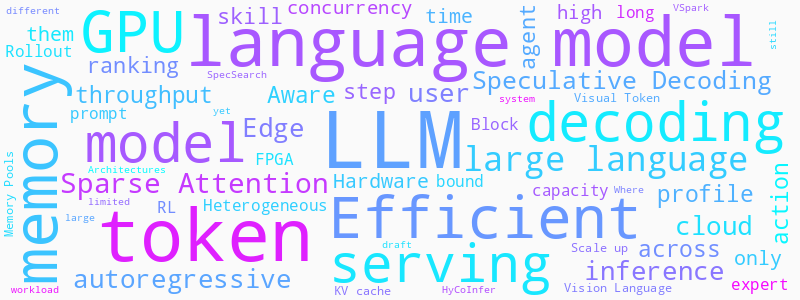 different
them
Rollout
GPU
skill
concurrency
time
agent
high
long
VSpark
still
language
model
ranking
SpecSearch
throughput
Aware
step
user
Speculative Decoding
Visual Token
system
prompt
yet
memory
model
Edge
LLM
Block
decoding
FPGA
large language
Architectures
Sparse Attention
Hardware
bound
capacity
Where
profile
action
Memory Pools
limited
RL
Heterogeneous
large
token
Efficient
cloud
draft
serving
Scale up
across
only
inference
autoregressive
workload
KV cache
HyCoInfer
Vision Language
expert